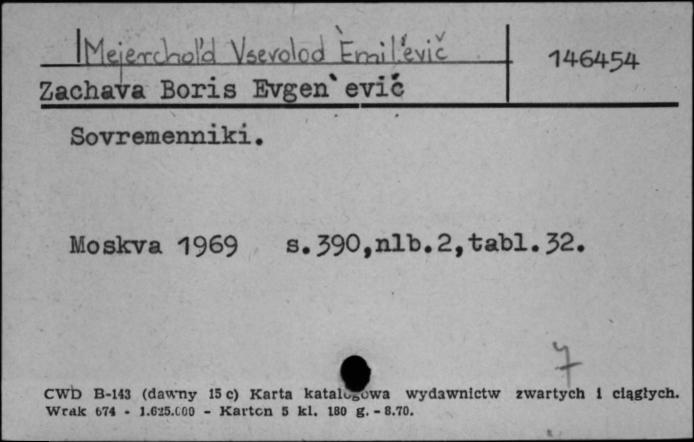 Mejerchol'd Vsevolod Èmil'evič
146454
Zachava Boris Evgen`evič
Sovremenniki.
Moskva 1969 s.390,nlb.2,tabl.32.
7
CWD B-143 (dawny 15 c) Karta katalogowa wydawnictw zwartych i ciągłych.
Wrak 674 - 1.625.000 - Karton 5 kl. 180 g. - 8.70.